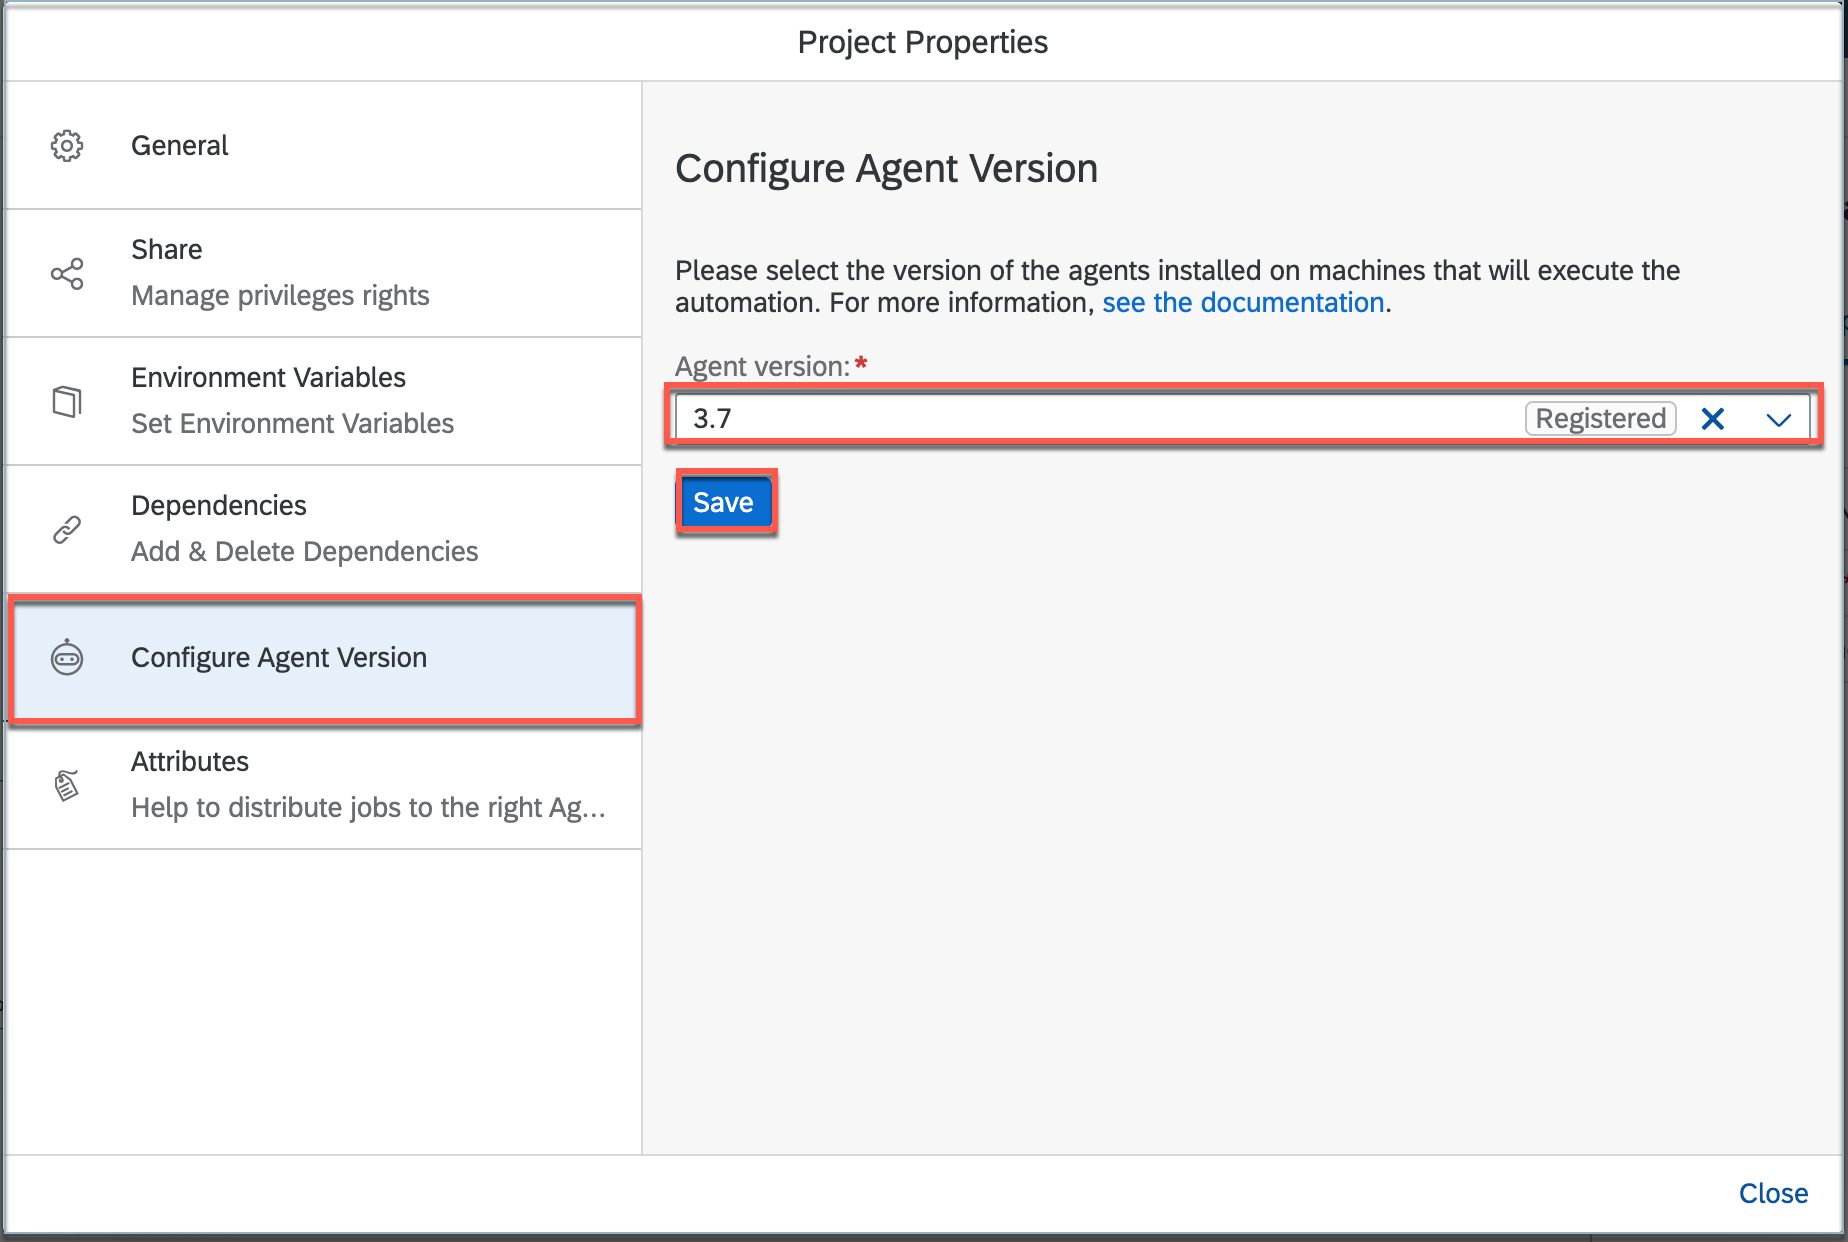 Project Properties
General
Share
Manage privileges rights
Environment Variables
Set Environment Variables
Dependencies
Add & Delete Dependencies
Configure Agent Version
Attributes
Help to distribute jobs to the right Ag...
Configure Agent Version
Please select the version of the agents installed on machines that will execute the
automation. For more information, see the documentation.
Agent version:*
3.7 Registered
Save
Close